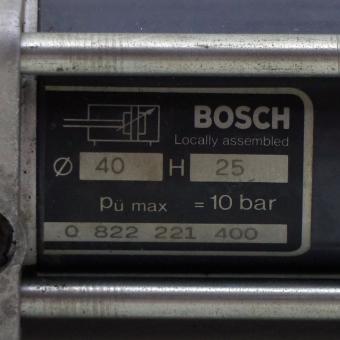 BOSCH
Locally assembled
Ø 40 H 25
pü max = 10 bar
0 822 221 400